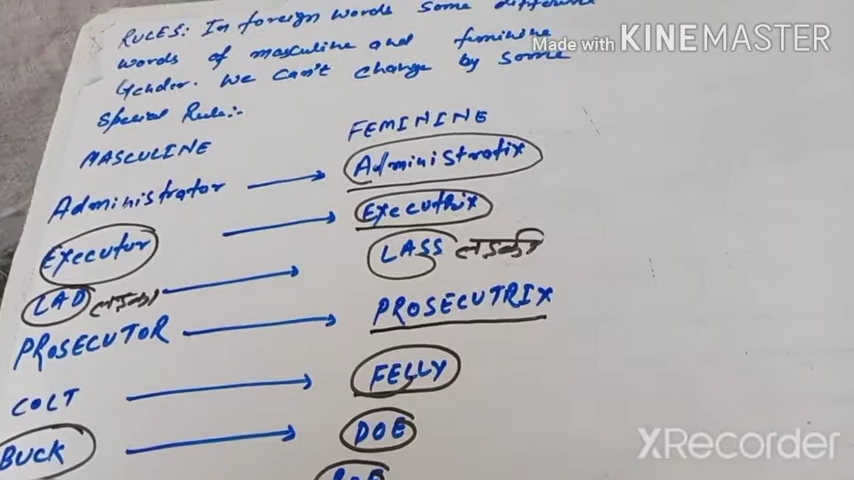 RULES: In foreign words some different
words of masculine and feminine
Gender. We can't change by some
Special Rule:-
Made with KINEMASTER
MASCULINE FEMININE
Administrator → Administratix
Executor → Executrix
LAD लड़का → LASS लड़की
PROSECUTOR → PROSECUTRIX
COLT → FELLY
BUCK → DOE
XRecorder